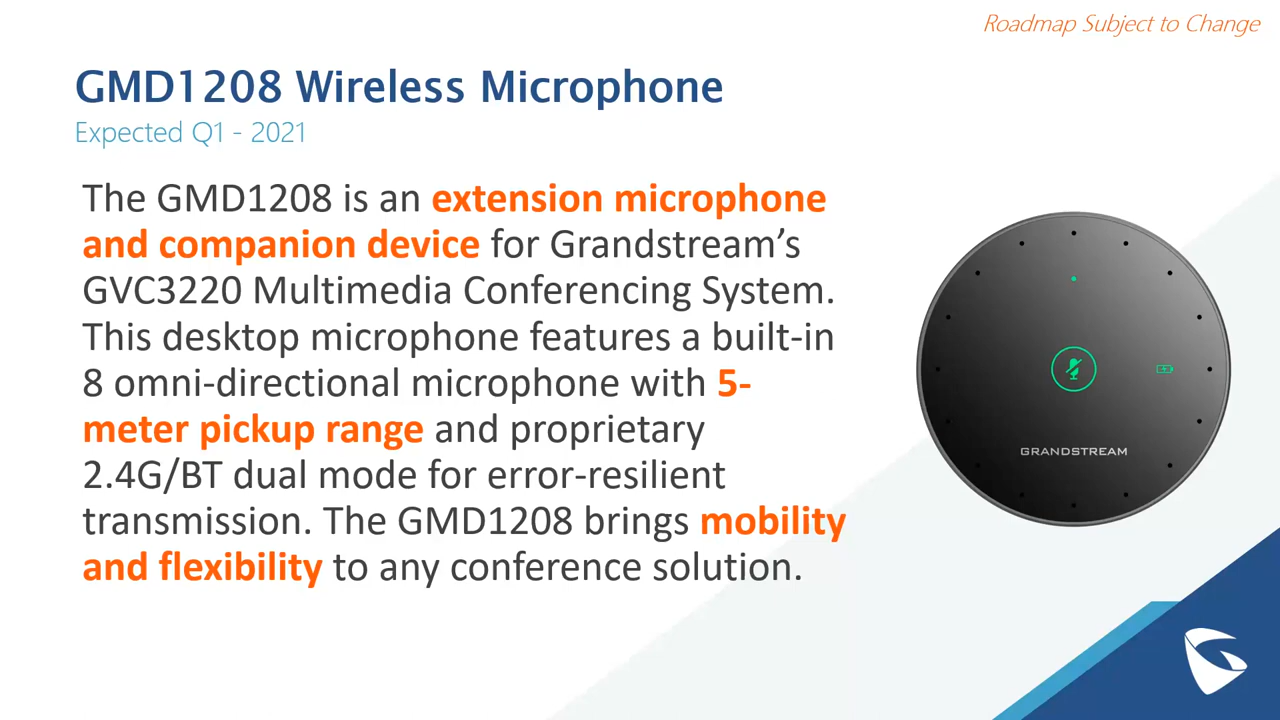 Roadmap Subject to Change
GMD1208 Wireless Microphone
Expected Q1 - 2021
The GMD1208 is an extension microphone
and companion device for Grandstream’s
GVC3220 Multimedia Conferencing System.
This desktop microphone features a built-in
8 omni-directional microphone with 5-
meter pickup range and proprietary
2.4G/BT dual mode for error-resilient
transmission. The GMD1208 brings mobility
and flexibility to any conference solution.
GRANDSTREAM